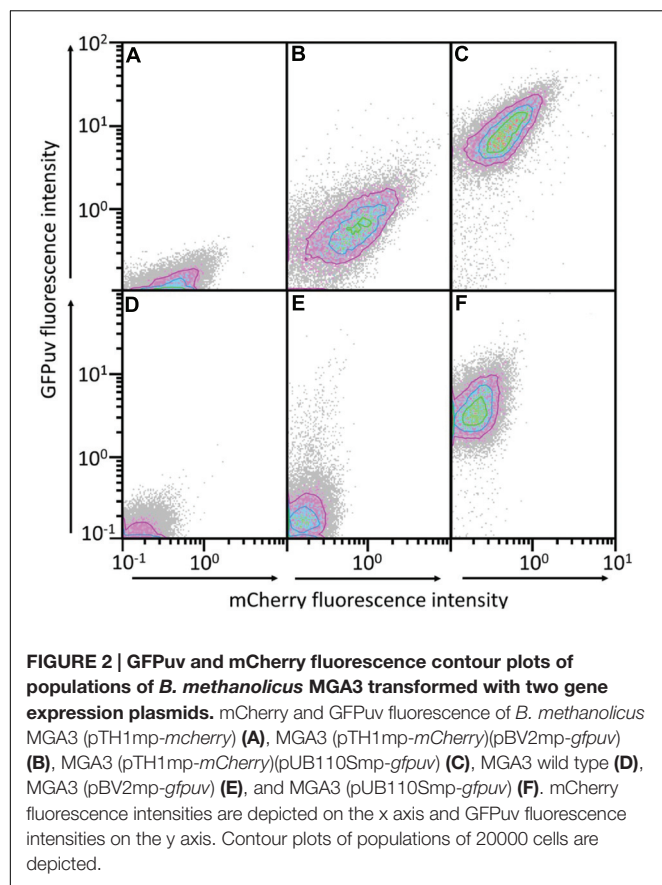 A
B
C
10²
10¹
10⁰
D
E
F
10¹
10⁰
10⁻¹
GFPuv fluorescence intensity
10⁻¹
10⁰
10⁰
10⁰
10¹
mCherry fluorescence intensity
FIGURE 2 | GFPuv and mCherry fluorescence contour plots of
populations of B. methanolicus MGA3 transformed with two gene
expression plasmids. mCherry and GFPuv fluorescence of B. methanolicus
MGA3 (pTH1mp-mcherry) (A), MGA3 (pTH1mp-mCherry)(pBV2mp-gfpuv)
(B), MGA3 (pTH1mp-mCherry)(pUB110Smp-gfpuv) (C), MGA3 wild type (D),
MGA3 (pBV2mp-gfpuv) (E), and MGA3 (pUB110Smp-gfpuv) (F). mCherry
fluorescence intensities are depicted on the x axis and GFPuv fluorescence
intensities on the y axis. Contour plots of populations of 20000 cells are
depicted.